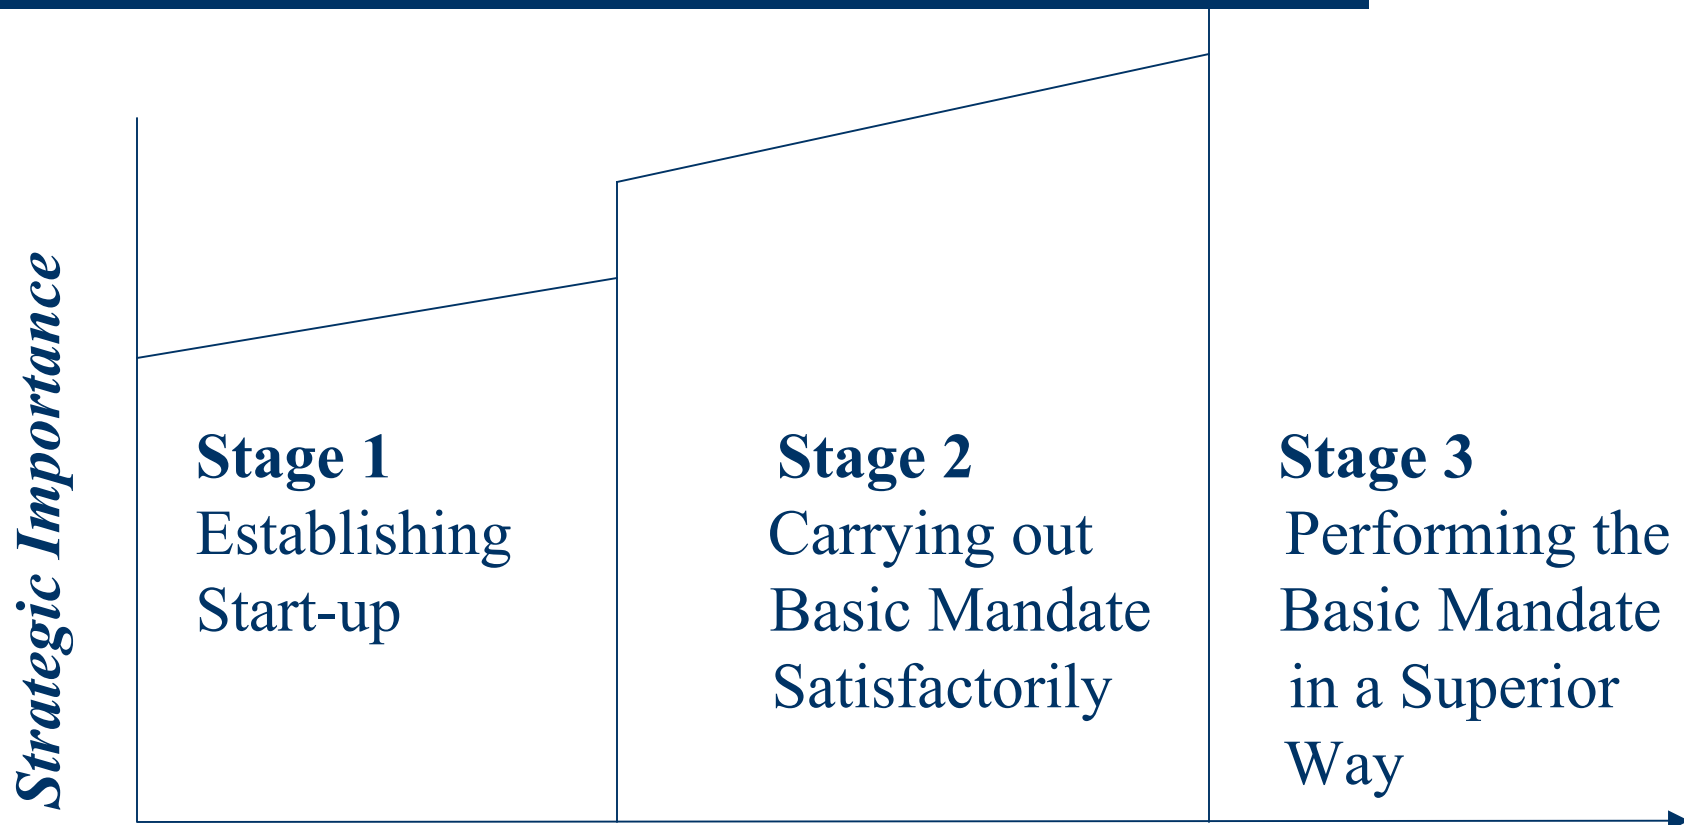 Strategic Importance
Stage 1
Establishing
Start-up
Stage 2
Carrying out
Basic Mandate
Satisfactorily
Stage 3
Performing the
Basic Mandate
in a Superior
Way